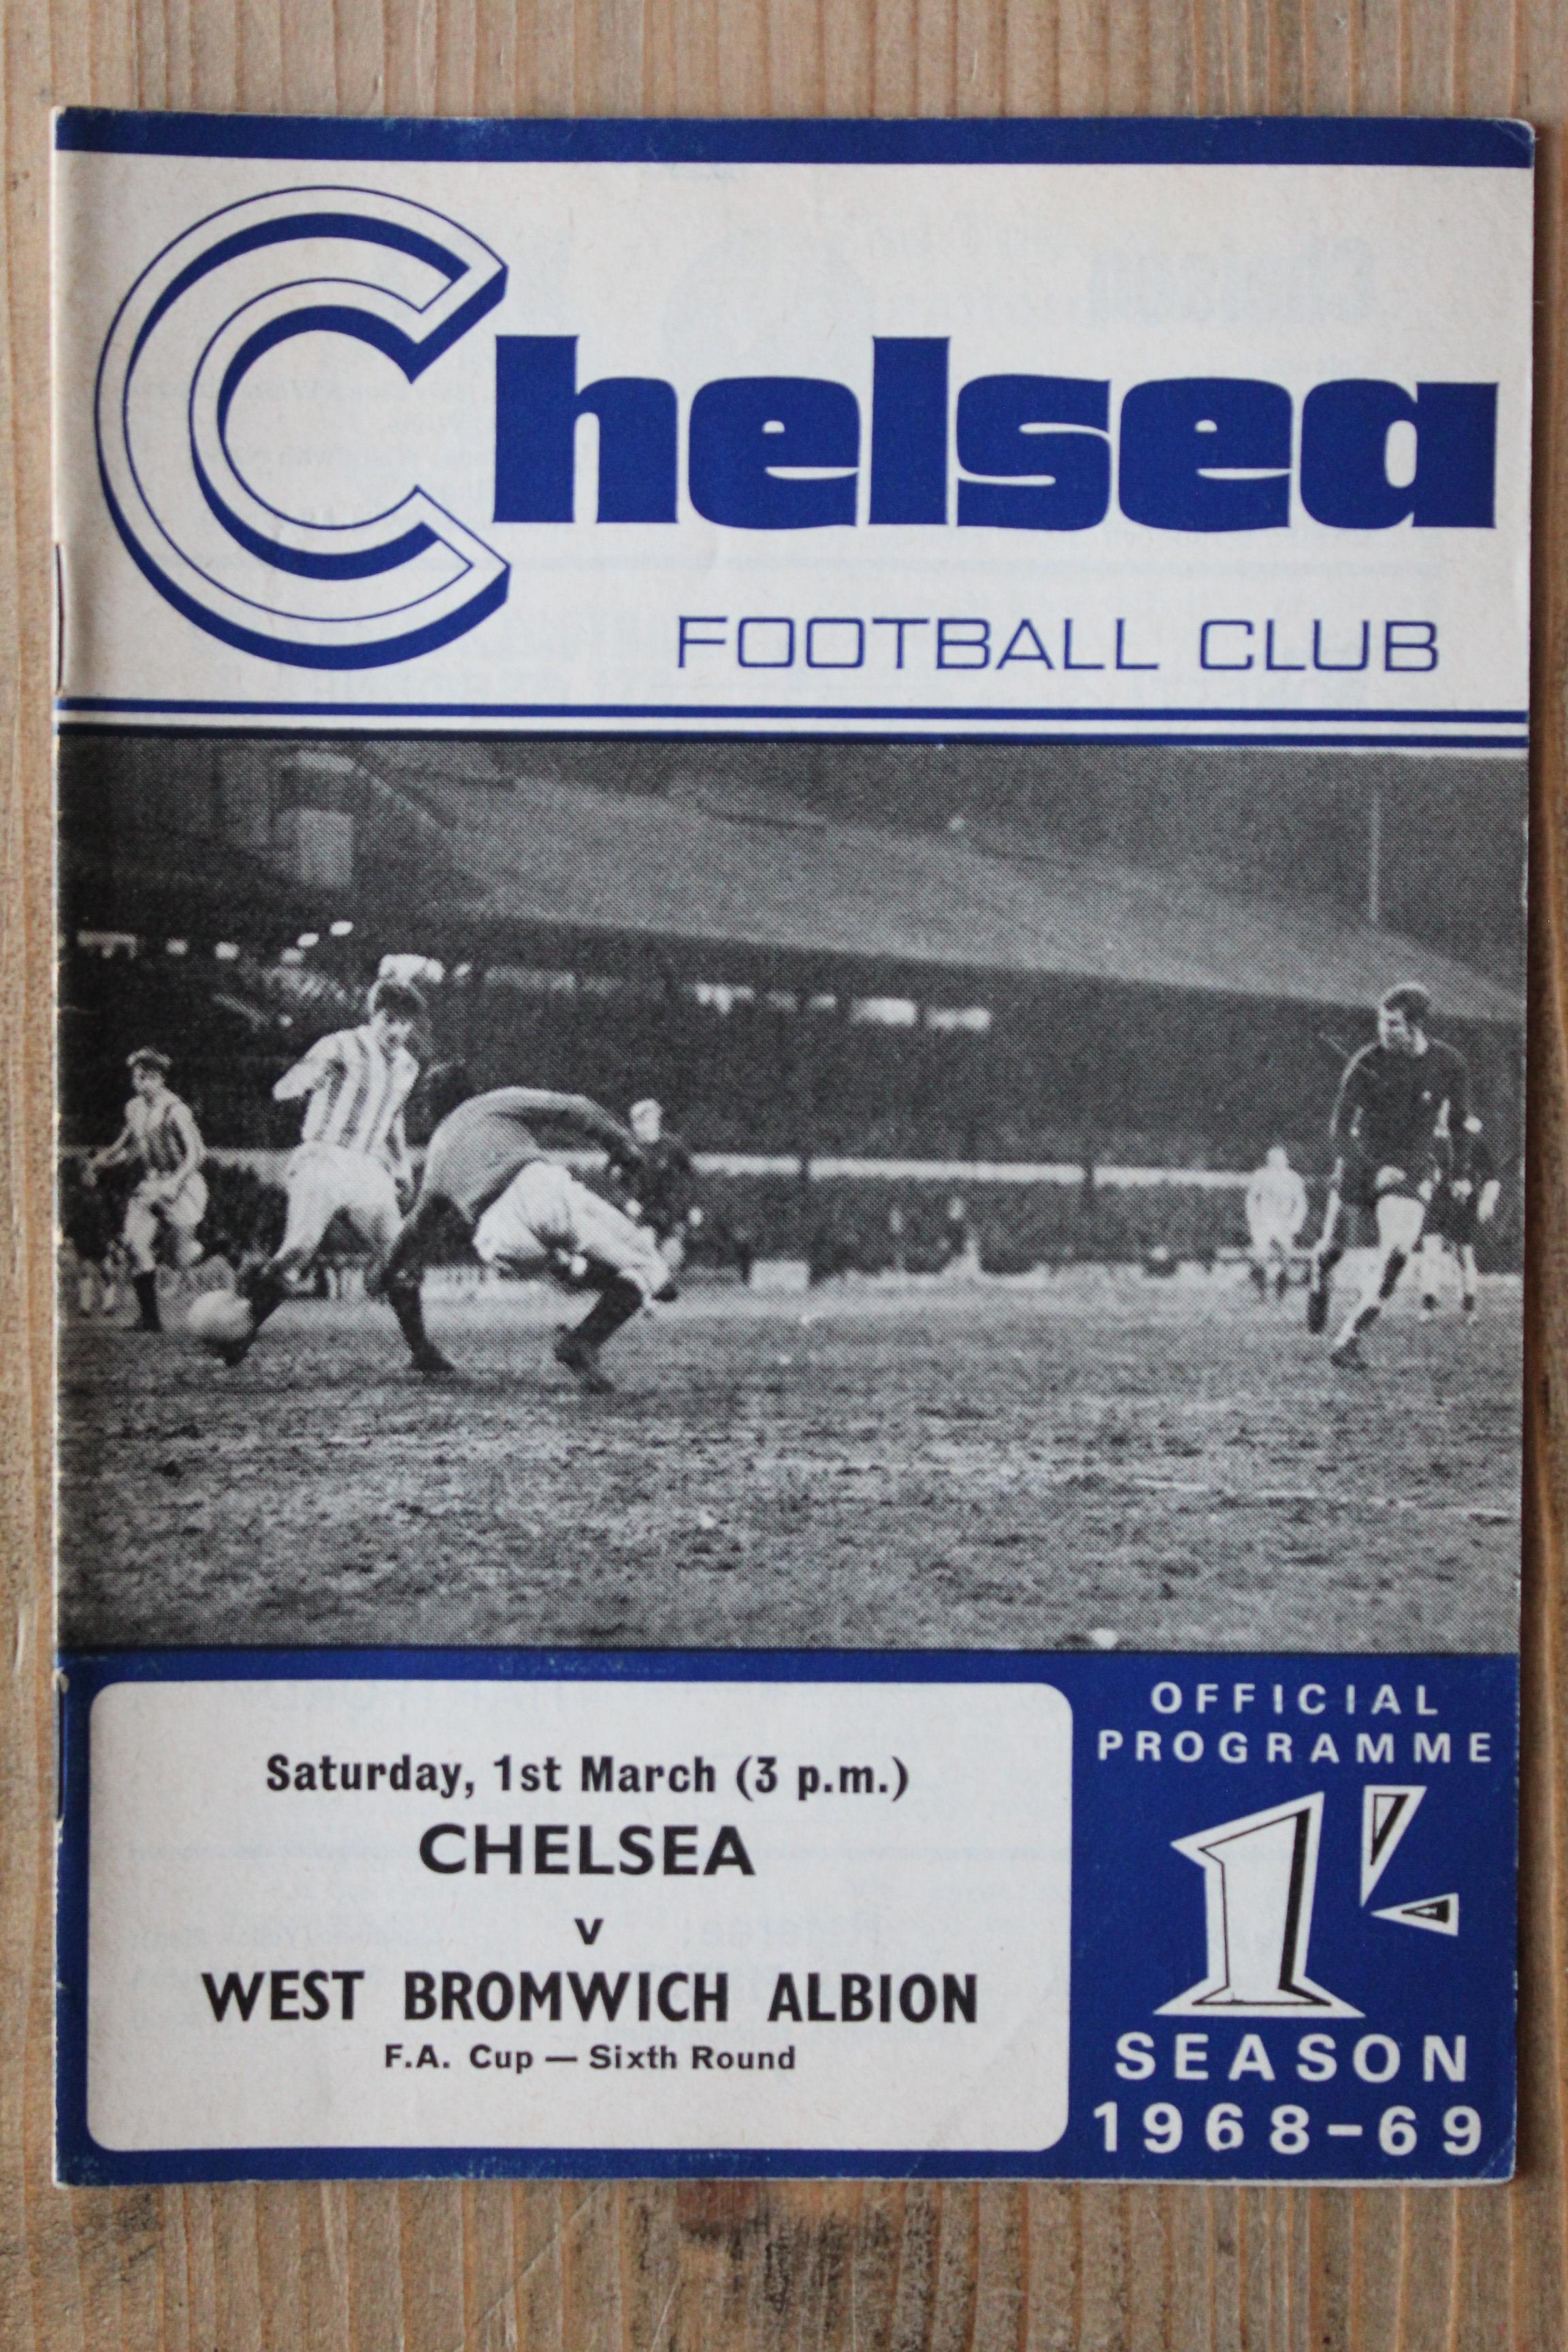 Chelsea
FOOTBALL CLUB
Saturday, 1st March (3 p.m.)
CHELSEA
v
WEST BROMWICH ALBION
F.A. Cup — Sixth Round
OFFICIAL
PROGRAMME
1/-
SEASON
1968-69